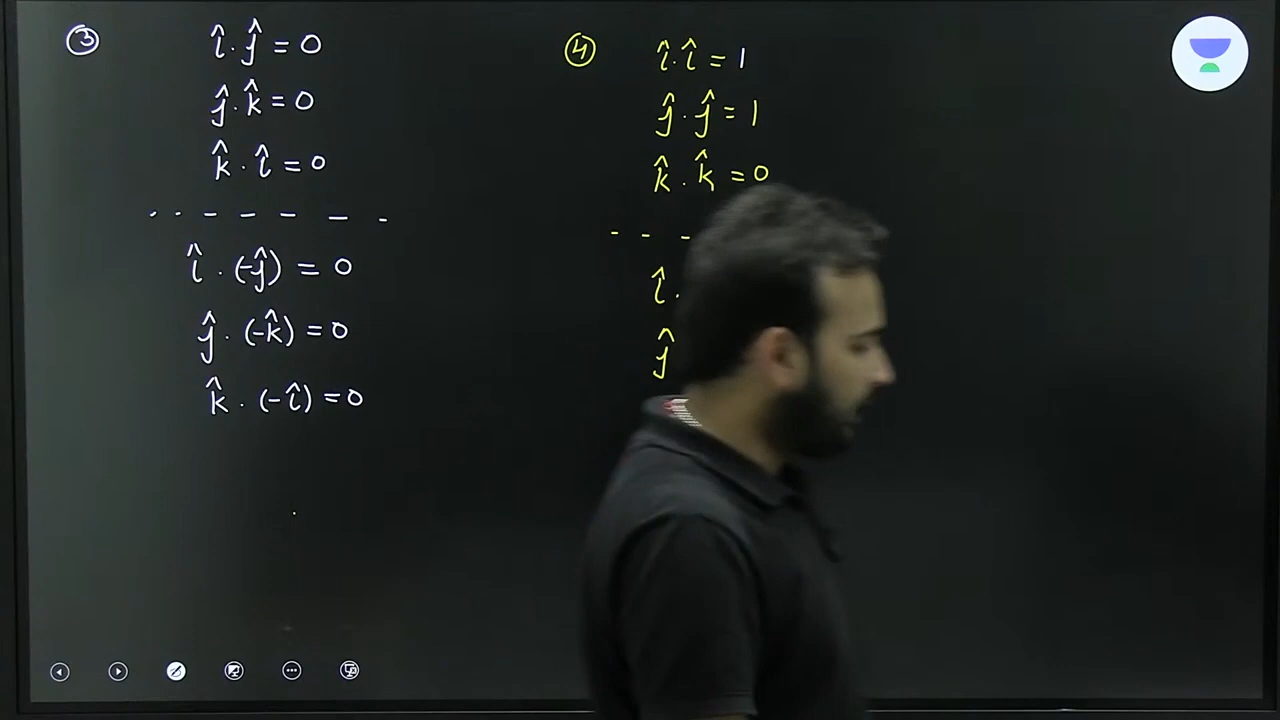 ③
î · ĵ = 0
ĵ · k̂ = 0
k̂ · î = 0
î · (-ĵ) = 0
ĵ · (-k̂) = 0
k̂ · (-î) = 0
④
î · î = 1
ĵ · ĵ = 1
k̂ · k̂ = 0
î ·
ĵ